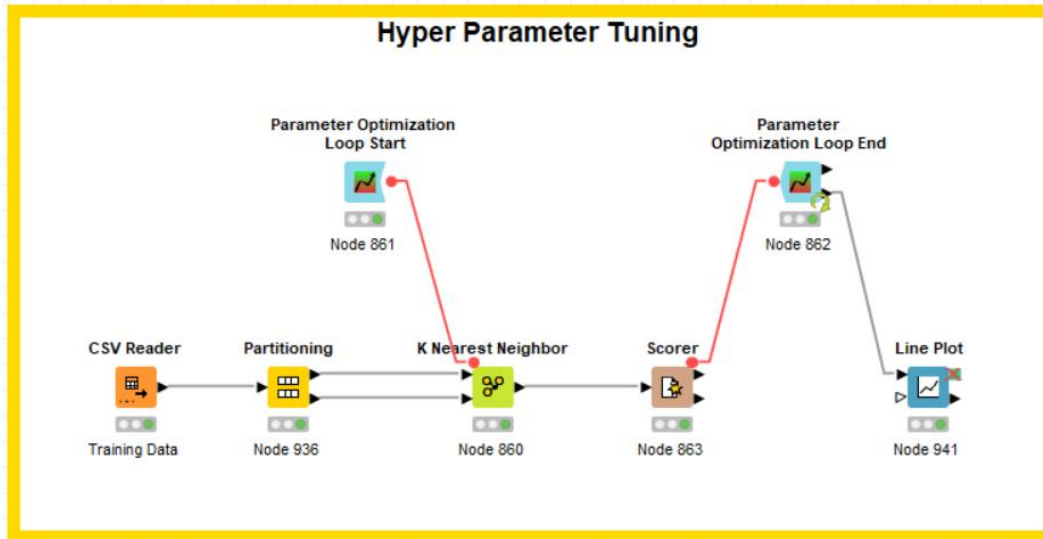 Hyper Parameter Tuning
Parameter Optimization
Loop Start
Node 861
Parameter
Optimization Loop End
Node 862
CSV Reader
Training Data
Partitioning
Node 936
K Nearest Neighbor
Node 860
Scorer
Node 863
Line Plot
Node 941